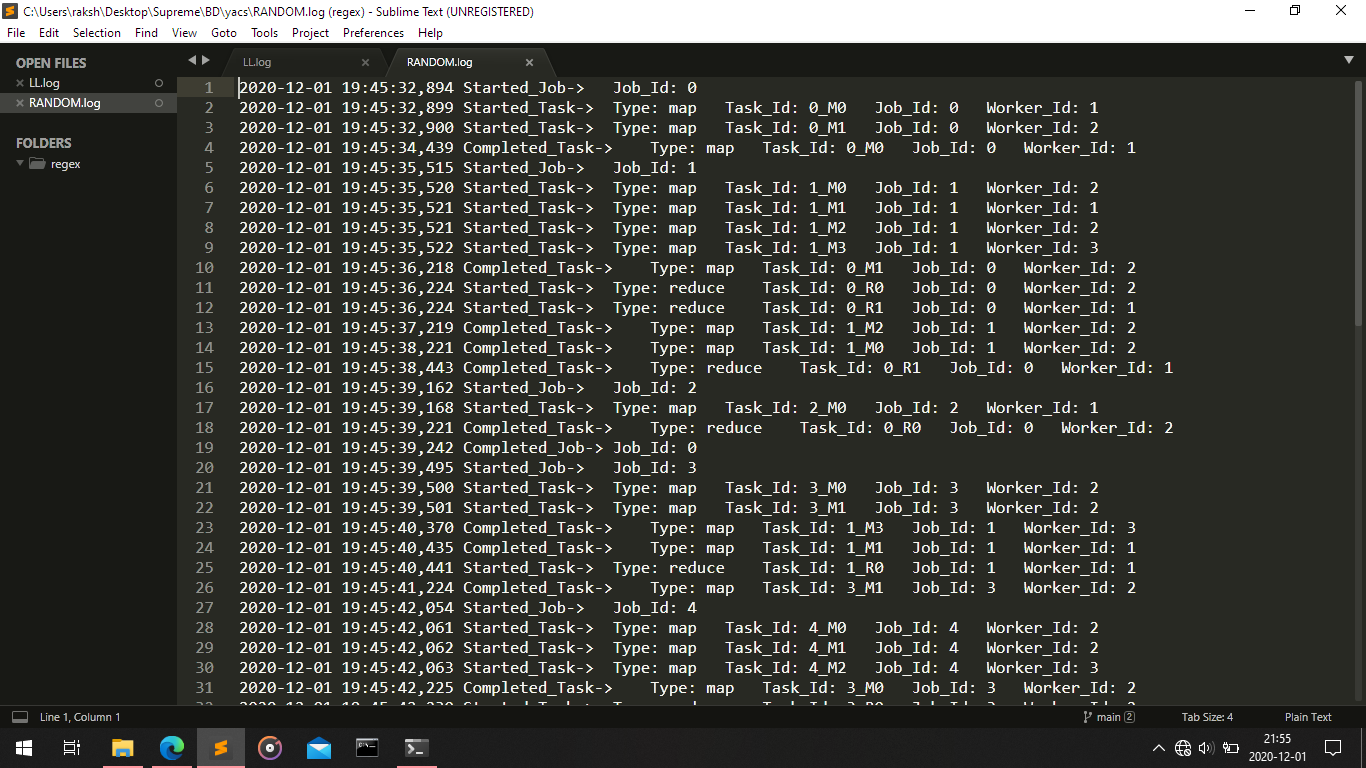 C:\Users\raksh\Desktop\Supreme\BD\yacs\RANDOM.log (regex) - Sublime Text (UNREGISTERED)
File Edit Selection Find View Goto Tools Project Preferences Help
OPEN FILES
LL.log
RANDOM.log
FOLDERS
regex
LL.log RANDOM.log
1 2020-12-01 19:45:32,894 Started_Job-> Job_Id: 0
2 2020-12-01 19:45:32,899 Started_Task-> Type: map Task_Id: 0_M0 Job_Id: 0 Worker_Id: 1
3 2020-12-01 19:45:32,900 Started_Task-> Type: map Task_Id: 0_M1 Job_Id: 0 Worker_Id: 2
4 2020-12-01 19:45:34,439 Completed_Task-> Type: map Task_Id: 0_M0 Job_Id: 0 Worker_Id: 1
5 2020-12-01 19:45:35,515 Started_Job-> Job_Id: 1
6 2020-12-01 19:45:35,520 Started_Task-> Type: map Task_Id: 1_M0 Job_Id: 1 Worker_Id: 2
7 2020-12-01 19:45:35,521 Started_Task-> Type: map Task_Id: 1_M1 Job_Id: 1 Worker_Id: 1
8 2020-12-01 19:45:35,521 Started_Task-> Type: map Task_Id: 1_M2 Job_Id: 1 Worker_Id: 2
9 2020-12-01 19:45:35,522 Started_Task-> Type: map Task_Id: 1_M3 Job_Id: 1 Worker_Id: 3
10 2020-12-01 19:45:36,218 Completed_Task-> Type: map Task_Id: 0_M1 Job_Id: 0 Worker_Id: 2
11 2020-12-01 19:45:36,224 Started_Task-> Type: reduce Task_Id: 0_R0 Job_Id: 0 Worker_Id: 2
12 2020-12-01 19:45:36,224 Started_Task-> Type: reduce Task_Id: 0_R1 Job_Id: 0 Worker_Id: 1
13 2020-12-01 19:45:37,219 Completed_Task-> Type: map Task_Id: 1_M2 Job_Id: 1 Worker_Id: 2
14 2020-12-01 19:45:38,221 Completed_Task-> Type: map Task_Id: 1_M0 Job_Id: 1 Worker_Id: 2
15 2020-12-01 19:45:38,443 Completed_Task-> Type: reduce Task_Id: 0_R1 Job_Id: 0 Worker_Id: 1
16 2020-12-01 19:45:39,162 Started_Job-> Job_Id: 2
17 2020-12-01 19:45:39,168 Started_Task-> Type: map Task_Id: 2_M0 Job_Id: 2 Worker_Id: 1
18 2020-12-01 19:45:39,221 Completed_Task-> Type: reduce Task_Id: 0_R0 Job_Id: 0 Worker_Id: 2
19 2020-12-01 19:45:39,242 Completed_Job-> Job_Id: 0
20 2020-12-01 19:45:39,495 Started_Job-> Job_Id: 3
21 2020-12-01 19:45:39,500 Started_Task-> Type: map Task_Id: 3_M0 Job_Id: 3 Worker_Id: 2
22 2020-12-01 19:45:39,501 Started_Task-> Type: map Task_Id: 3_M1 Job_Id: 3 Worker_Id: 2
23 2020-12-01 19:45:40,370 Completed_Task-> Type: map Task_Id: 1_M3 Job_Id: 1 Worker_Id: 3
24 2020-12-01 19:45:40,435 Completed_Task-> Type: map Task_Id: 1_M1 Job_Id: 1 Worker_Id: 1
25 2020-12-01 19:45:40,441 Started_Task-> Type: reduce Task_Id: 1_R0 Job_Id: 1 Worker_Id: 1
26 2020-12-01 19:45:41,224 Completed_Task-> Type: map Task_Id: 3_M1 Job_Id: 3 Worker_Id: 2
27 2020-12-01 19:45:42,054 Started_Job-> Job_Id: 4
28 2020-12-01 19:45:42,061 Started_Task-> Type: map Task_Id: 4_M0 Job_Id: 4 Worker_Id: 2
29 2020-12-01 19:45:42,062 Started_Task-> Type: map Task_Id: 4_M1 Job_Id: 4 Worker_Id: 2
30 2020-12-01 19:45:42,063 Started_Task-> Type: map Task_Id: 4_M2 Job_Id: 4 Worker_Id: 3
31 2020-12-01 19:45:42,225 Completed_Task-> Type: map Task_Id: 3_M0 Job_Id: 3 Worker_Id: 2
Line 1, Column 1 main 2 Tab Size: 4 Plain Text
21:55
2020-12-01